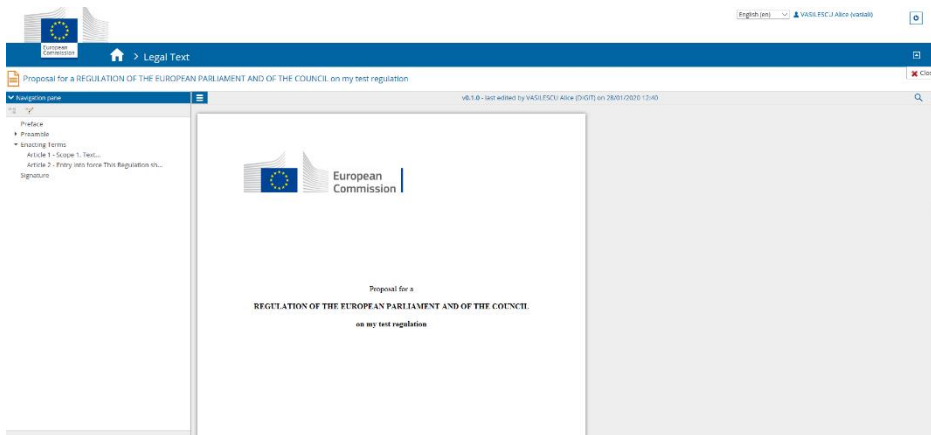 English (en)
VASILESCU Alice (vasilali)
European
Commission
> Legal Text
Proposal for a REGULATION OF THE EUROPEAN PARLIAMENT AND OF THE COUNCIL on my test regulation
Clo
Navigation pane
v0.1.0 - last edited by VASILESCU Alice (DIGIT) on 28/01/2020 12:40
Preface
Preamble
Enacting Terms
Article 1 - Scope 1. Text...
Article 2 - Entry into force This Regulation sh...
Signature
European
Commission
Proposal for a
REGULATION OF THE EUROPEAN PARLIAMENT AND OF THE COUNCIL
on my test regulation